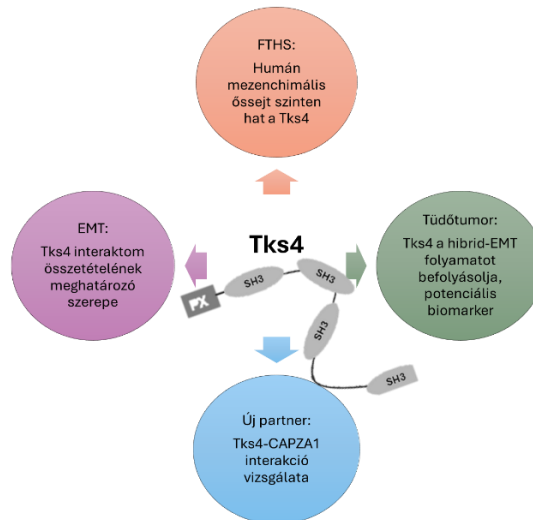 FTHS:
Humán
mezenchimális
őssejt szinten
hat a Tks4
EMT:
Tks4 interaktom
összetételének
meghatározó
szerepe
Tks4
PX
SH3
SH3
SH3
SH3
Tüdőtumor:
Tks4 a hibrid-EMT
folyamatot
befolyásolja,
potenciális
biomarker
Új partner:
Tks4-CAPZA1
interakció
vizsgálata